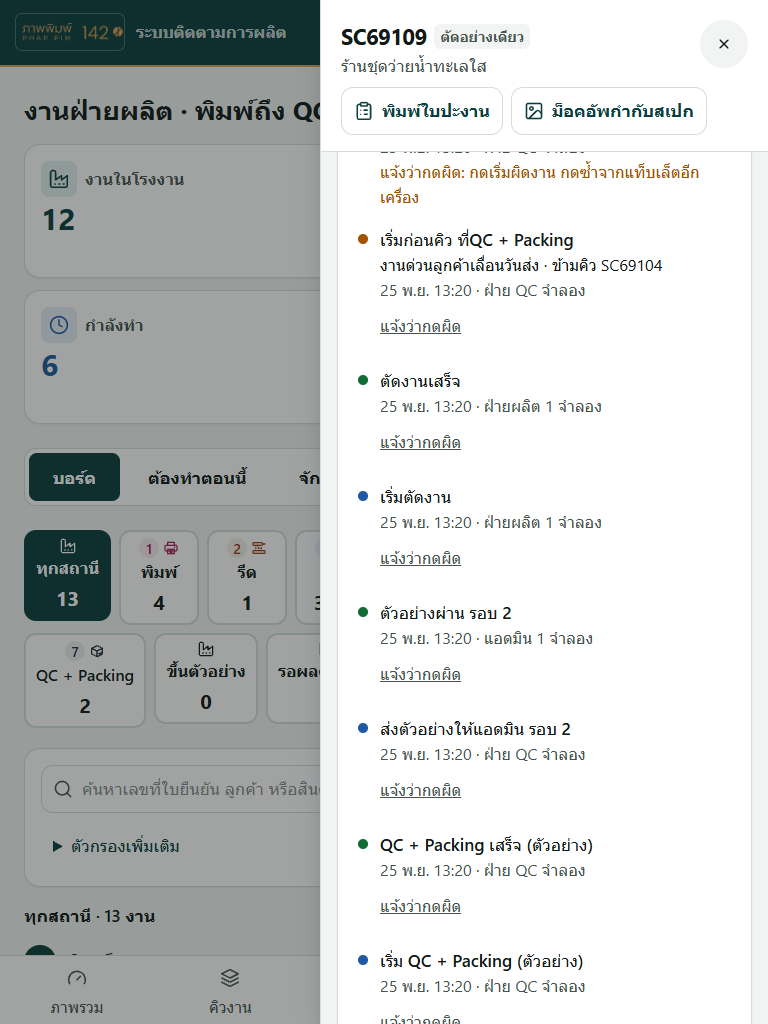 ภาพพิมพ์
PHAP PIM
142
ระบบติดตามการผลิต
งานฝ่ายผลิต · พิมพ์ถึง QC
งานในโรงงาน
12
กำลังทำ
6
บอร์ด
ต้องทำตอนนี้
ทุกสถานี
13
1
พิมพ์
4
2
รีด
1
7
QC + Packing
2
ขึ้นตัวอย่าง
0
ค้นหาเลขที่ใบยืนยัน ลูกค้า หรือสิน
ตัวกรองเพิ่มเติม
ทุกสถานี · 13 งาน
ภาพรวม
คิวงาน
SC69109 ตัดอย่างเดียว
ร้านชุดว่ายน้ำทะเลใส
พิมพ์ใบปะงาน
ม็อคอัพกำกับสเปก
แจ้งว่ากดผิด: กดเริ่มผิดงาน กดซ้ำจากแท็บเล็ตอีก
เครื่อง
เริ่มก่อนคิว ที่QC + Packing
งานด่วนลูกค้าเลื่อนวันส่ง · ข้ามคิว SC69104
25 พ.ย. 13:20 · ฝ่าย QC จำลอง
แจ้งว่ากดผิด
ตัดงานเสร็จ
25 พ.ย. 13:20 · ฝ่ายผลิต 1 จำลอง
แจ้งว่ากดผิด
เริ่มตัดงาน
25 พ.ย. 13:20 · ฝ่ายผลิต 1 จำลอง
แจ้งว่ากดผิด
ตัวอย่างผ่าน รอบ 2
25 พ.ย. 13:20 · แอดมิน 1 จำลอง
แจ้งว่ากดผิด
ส่งตัวอย่างให้แอดมิน รอบ 2
25 พ.ย. 13:20 · ฝ่าย QC จำลอง
แจ้งว่ากดผิด
QC + Packing เสร็จ (ตัวอย่าง)
25 พ.ย. 13:20 · ฝ่าย QC จำลอง
แจ้งว่ากดผิด
เริ่ม QC + Packing (ตัวอย่าง)
25 พ.ย. 13:20 · ฝ่าย QC จำลอง
แจ้งว่ากดผิด